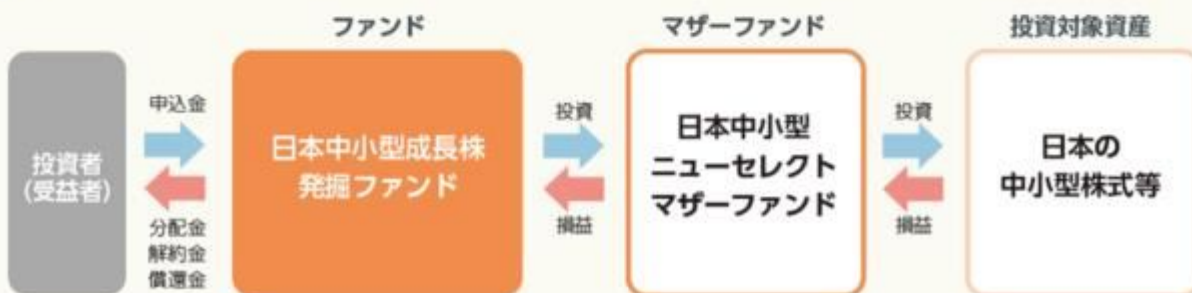 ファンド
マザーファンド
投資対象資産
投資者
(受益者)
申込金
分配金
解約金
償還金
日本中小型成長株
発掘ファンド
投資
損益
日本中小型
ニューセレクト
マザーファンド
投資
損益
日本の
中小型株式等